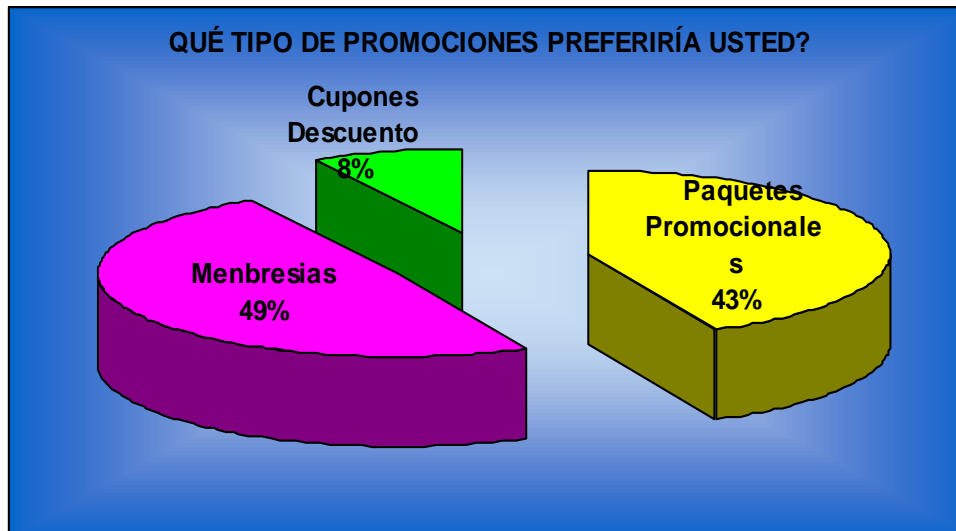 QUÉ TIPO DE PROMOCIONES PREFERIRÍA USTED?
Cupones
Descuento
8%
Paquetes
Promocionale
s
43%
Menbresias
49%